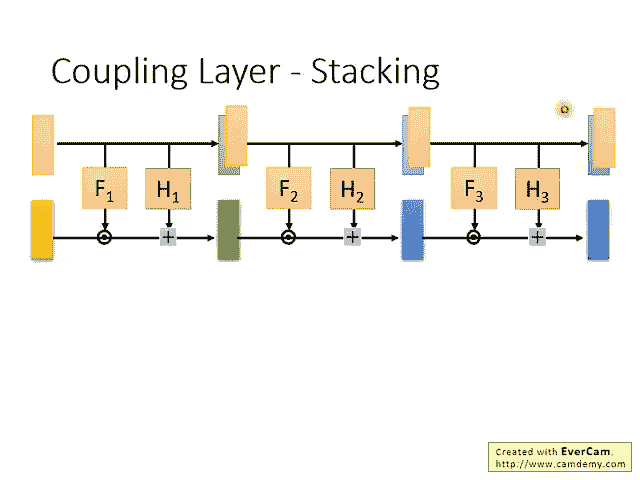 Coupling Layer - Stacking
F1 H1 F2 H2 F3 H3
Created with EverCam.
http://www.camdemy.com